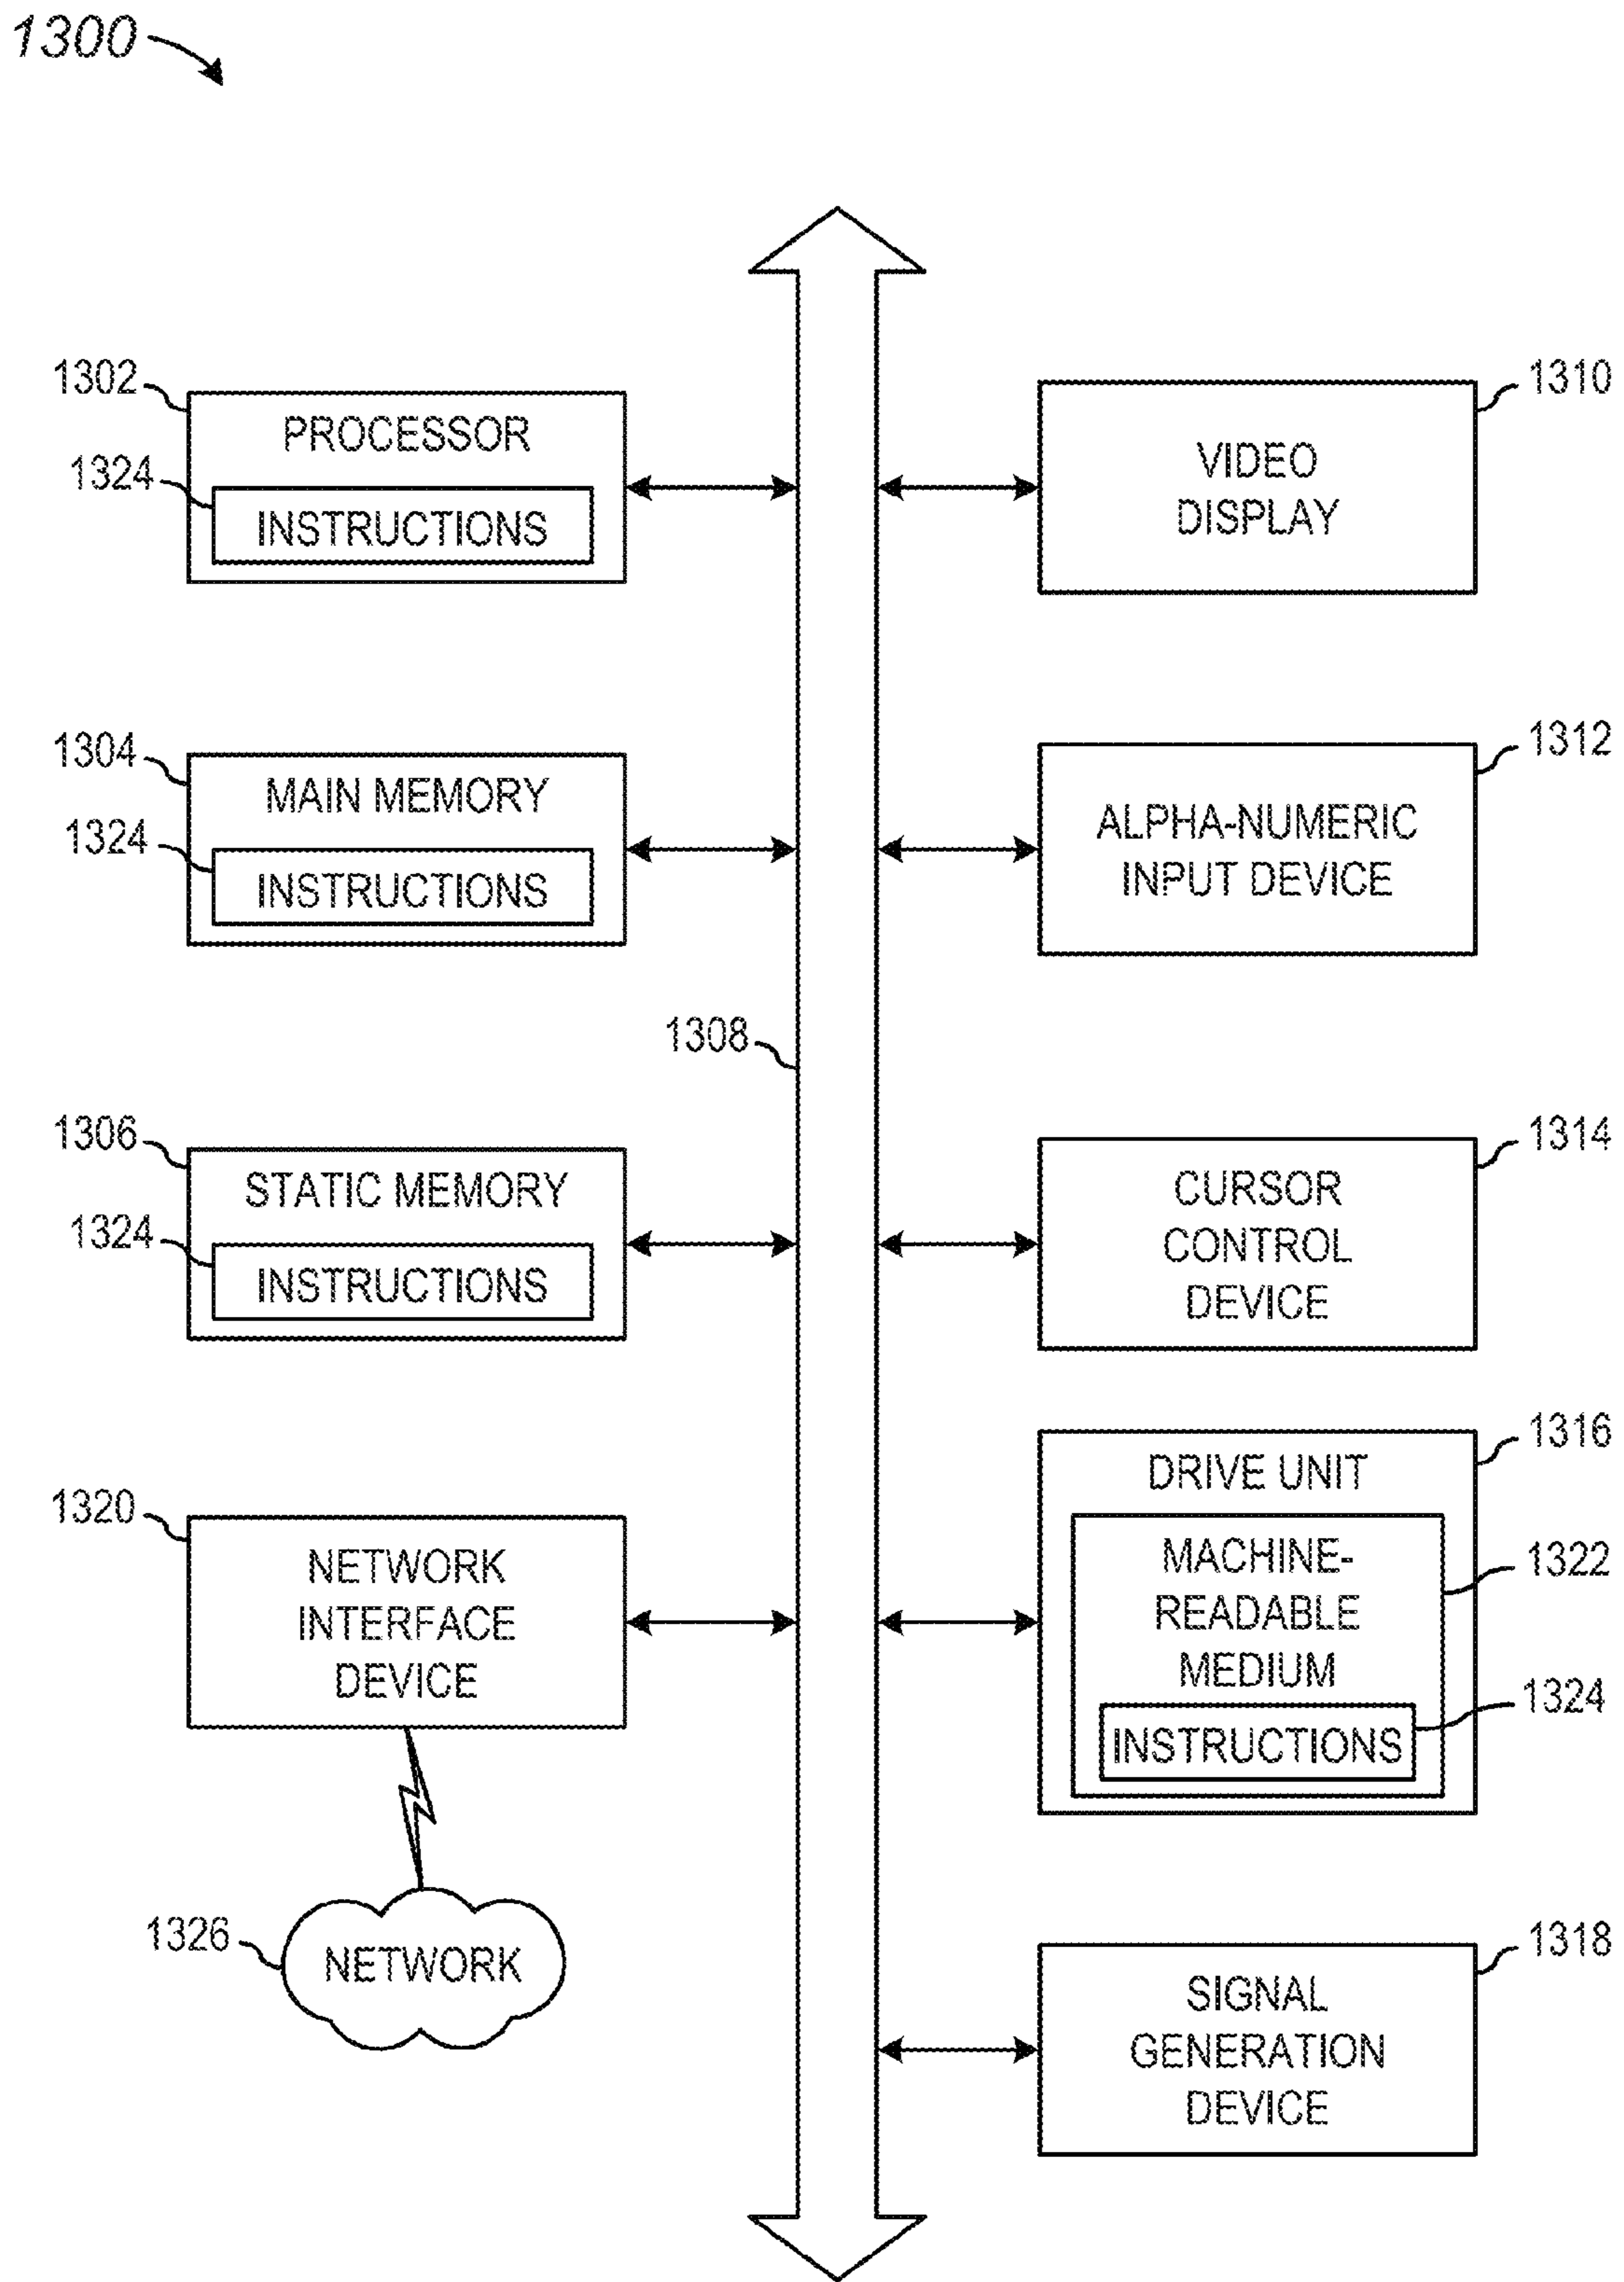 1300
1302
PROCESSOR
1324
INSTRUCTIONS
1310
VIDEO
DISPLAY
1304
MAIN MEMORY
1324
INSTRUCTIONS
1312
ALPHA-NUMERIC
INPUT DEVICE
1308
1306
STATIC MEMORY
1324
INSTRUCTIONS
1314
CURSOR
CONTROL
DEVICE
1320
NETWORK
INTERFACE
DEVICE
1316
DRIVE UNIT
MACHINE-
READABLE
MEDIUM
1322
1324
INSTRUCTIONS
1326
NETWORK
1318
SIGNAL
GENERATION
DEVICE